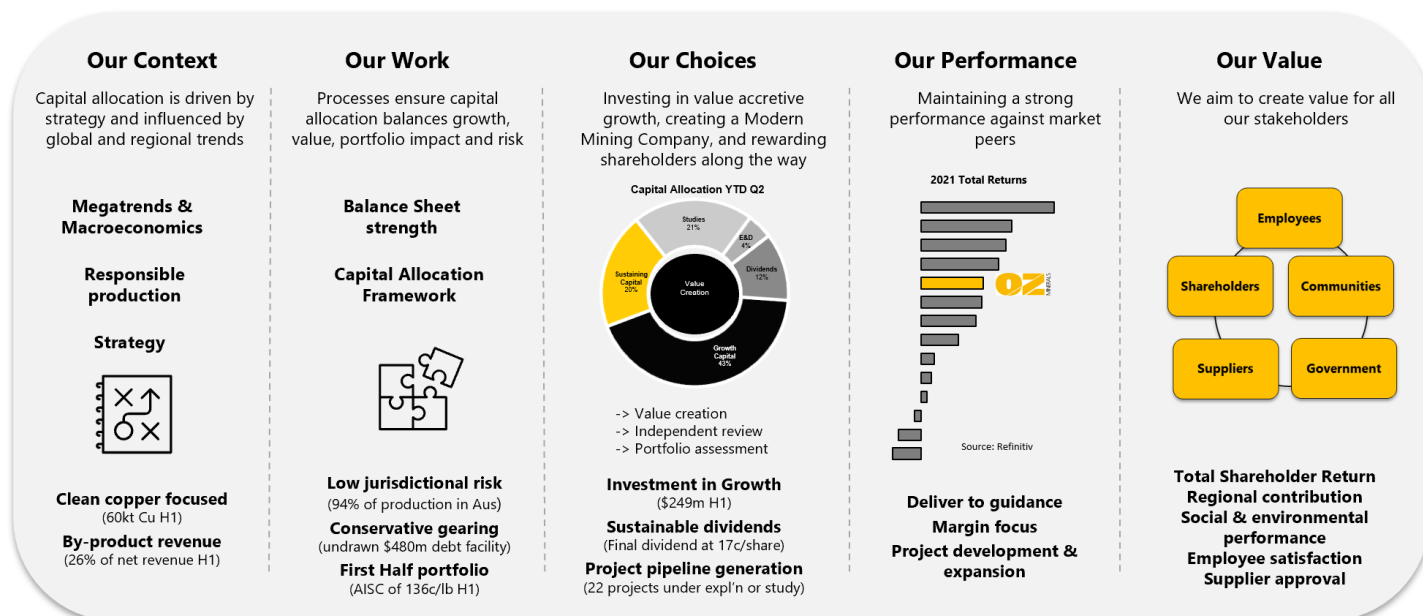 Our Context
Capital allocation is driven by
strategy and influenced by
global and regional trends
Megatrends &
Macroeconomics
Responsible
production
Strategy
Clean copper focused
(60kt Cu H1)
By-product revenue
(26% of net revenue H1)
Our Work
Processes ensure capital
allocation balances growth,
value, portfolio impact and risk
Balance Sheet
strength
Capital Allocation
Framework
Low jurisdictional risk
(94% of production in Aus)
Conservative gearing
(undrawn $480m debt facility)
First Half portfolio
(AISC of 136c/lb H1)
Our Choices
Investing in value accretive
growth, creating a Modern
Mining Company, and rewarding
shareholders along the way
Capital Allocation YTD Q2
Studies
21%
E&D
4%
Dividends
12%
Sustaining
Capital
20%
Value
Creation
Growth
Capital
43%
-> Value creation
-> Independent review
-> Portfolio assessment
Investment in Growth
($249m H1)
Sustainable dividends
(Final dividend at 17c/share)
Project pipeline generation
(22 projects under expl'n or study)
Our Performance
Maintaining a strong
performance against market
peers
2021 Total Returns
OZ
MINERALS
Source: Refinitiv
Deliver to guidance
Margin focus
Project development &
expansion
Our Value
We aim to create value for all
our stakeholders
Employees
Shareholders
Communities
Suppliers
Government
Total Shareholder Return
Regional contribution
Social & environmental
performance
Employee satisfaction
Supplier approval